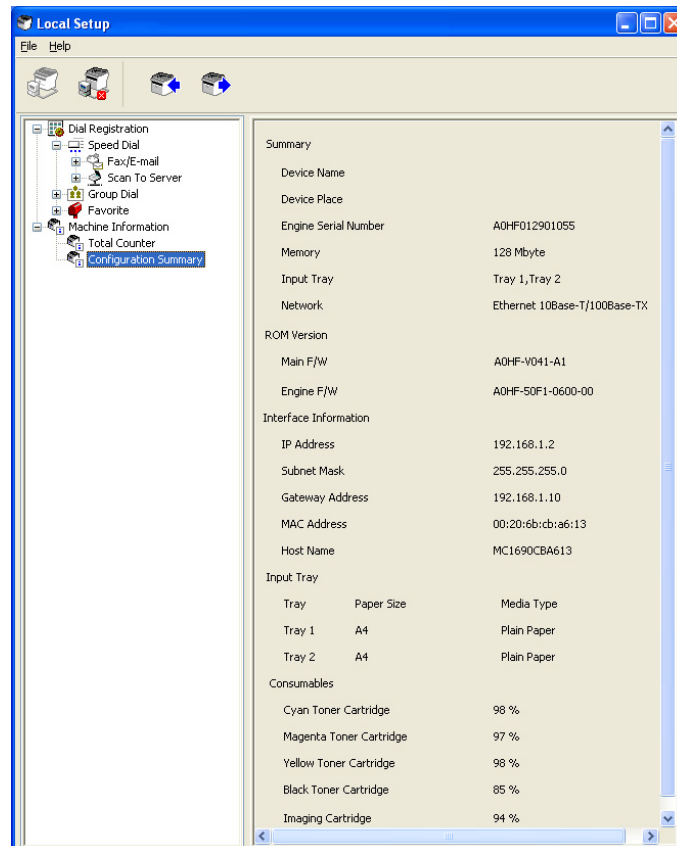 Local Setup
File Help
Dial Registration
Speed Dial
Fax/E-mail
Scan To Server
Group Dial
Favorite
Machine Information
Total Counter
Configuration Summary
Summary
Device Name
Device Place
Engine Serial Number A0HF012901055
Memory 128 Mbyte
Input Tray Tray 1,Tray 2
Network Ethernet 10Base-T/100Base-TX
ROM Version
Main F/W A0HF-V041-A1
Engine F/W A0HF-50F1-0600-00
Interface Information
IP Address 192.168.1.2
Subnet Mask 255.255.255.0
Gateway Address 192.168.1.10
MAC Address 00:20:6b:cb:a6:13
Host Name MC1690CBA613
Input Tray
Tray Paper Size Media Type
Tray 1 A4 Plain Paper
Tray 2 A4 Plain Paper
Consumables
Cyan Toner Cartridge 98 %
Magenta Toner Cartridge 97 %
Yellow Toner Cartridge 98 %
Black Toner Cartridge 85 %
Imaging Cartridge 94 %